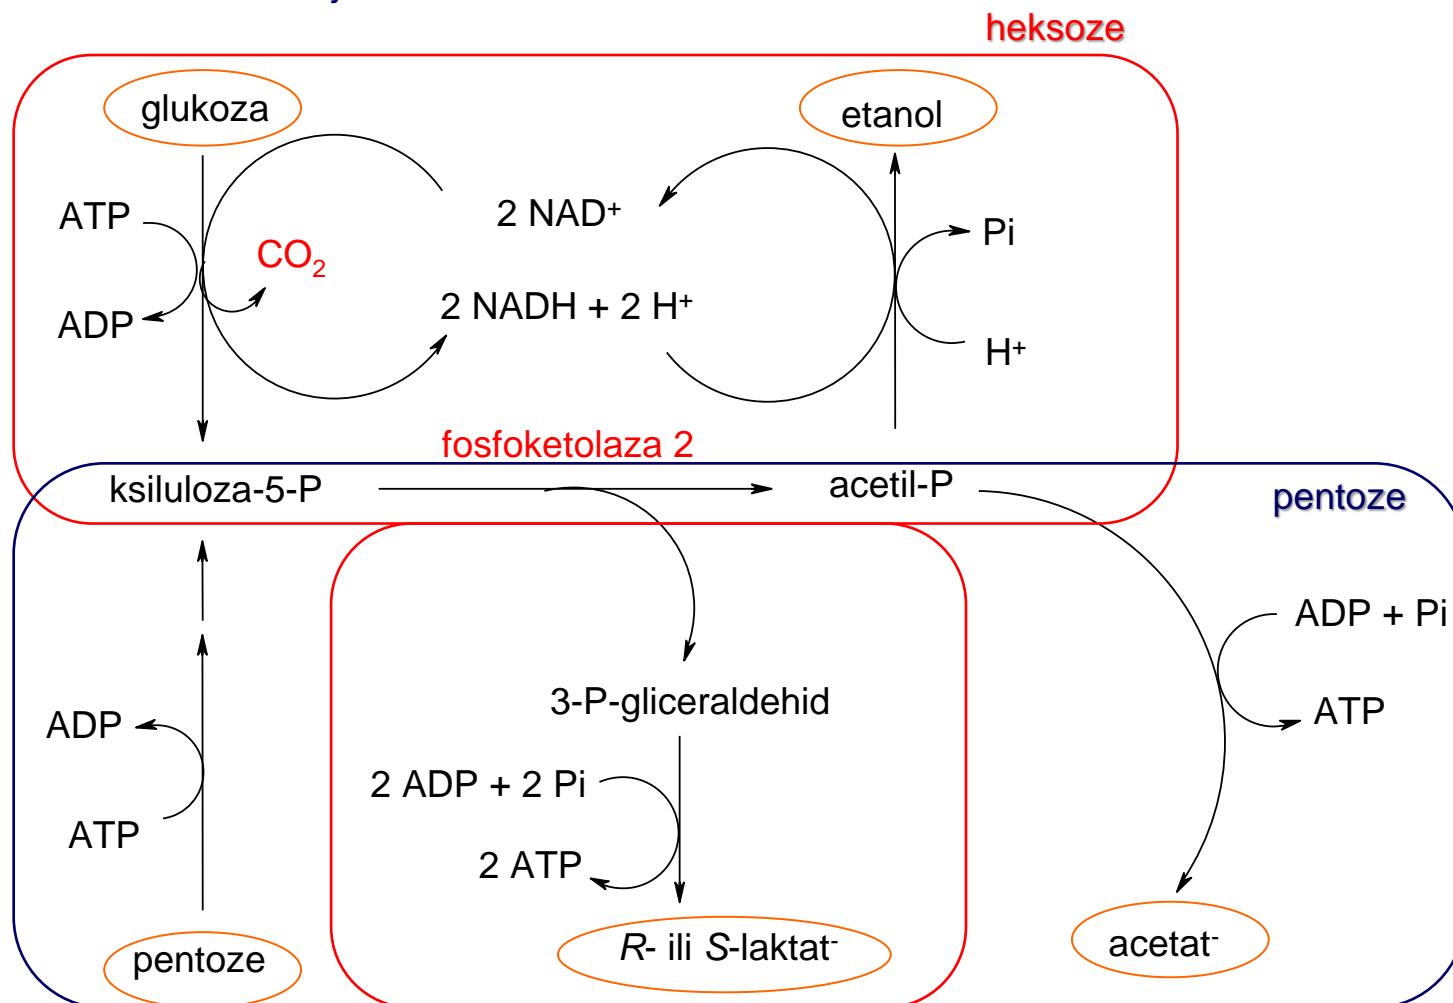 heksoze
glukoza
etanol
ATP
2 NAD⁺
Pi
CO₂
ADP
2 NADH + 2 H⁺
H⁺
fosfoketolaza 2
ksiluloza-5-P
acetil-P
pentoze
ADP + Pi
3-P-gliceraldehid
ADP
ATP
2 ADP + 2 Pi
ATP
2 ATP
R- ili S-laktat⁻
acetat⁻
pentoze